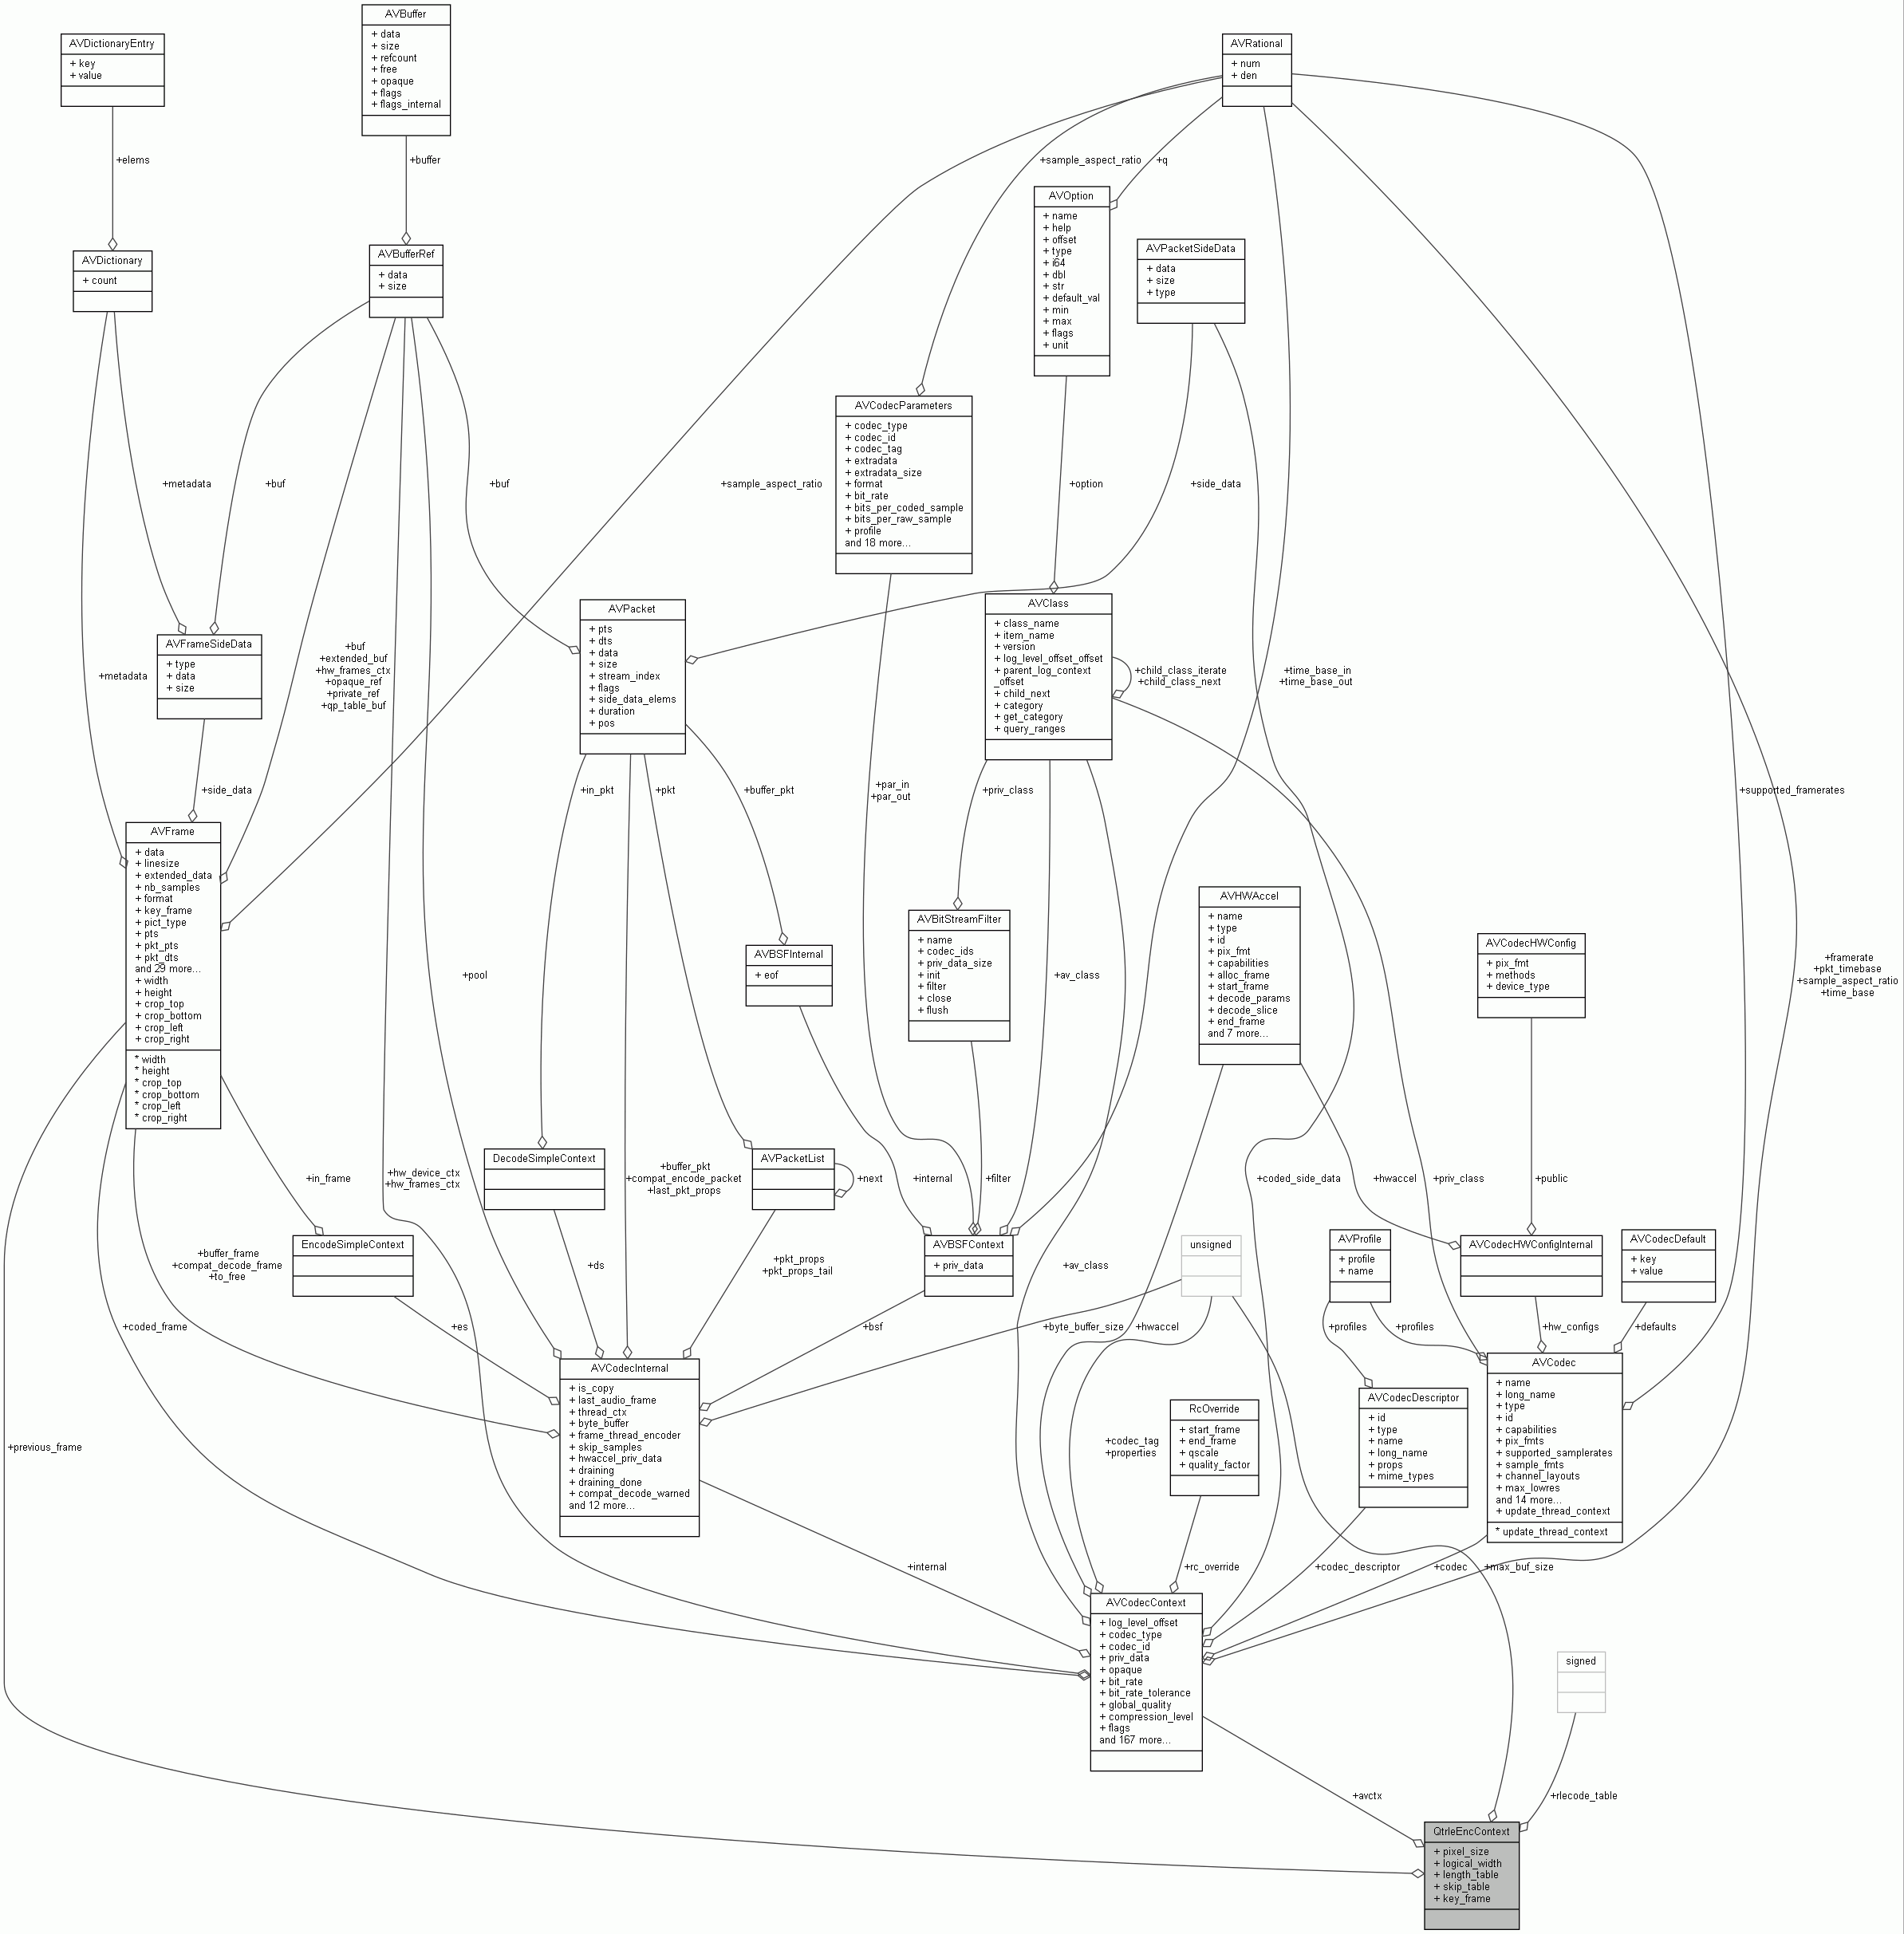 AVBuffer
+ data
+ size
+ refcount
+ free
+ opaque
+ flags
+ flags_internal
AVDictionaryEntry
+ key
+ value
AVRational
+ num
+ den
+elems
+buffer
+sample_aspect_ratio
+q
AVOption
+ name
+ help
+ offset
+ type
+ i64
+ dbl
+ str
+ default_val
+ min
+ max
+ flags
+ unit
AVDictionary
+ count
AVBufferRef
+ data
+ size
AVPacketSideData
+ data
+ size
+ type
AVCodecParameters
+ codec_type
+ codec_id
+ codec_tag
+ extradata
+ extradata_size
+ format
+ bit_rate
+ bits_per_coded_sample
+ bits_per_raw_sample
+ profile
and 18 more...
+metadata
+buf
+buf
+sample_aspect_ratio
+option
+side_data
AVPacket
+ pts
+ dts
+ data
+ size
+ stream_index
+ flags
+ side_data_elems
+ duration
+ pos
AVClass
+ class_name
+ item_name
+ version
+ log_level_offset_offset
+ parent_log_context
_offset
+ child_next
+ category
+ get_category
+ query_ranges
AVFrameSideData
+ type
+ data
+ size
+metadata
+buf
+extended_buf
+hw_frames_ctx
+opaque_ref
+private_ref
+qp_table_buf
+child_class_iterate
+child_class_next
+time_base_in
+time_base_out
+side_data
+in_pkt
+pkt
+buffer_pkt
+par_in
+par_out
+priv_class
+supported_framerates
AVFrame
+ data
+ linesize
+ extended_data
+ nb_samples
+ format
+ key_frame
+ pict_type
+ pts
+ pkt_pts
+ pkt_dts
and 29 more...
+ width
+ height
+ crop_top
+ crop_bottom
+ crop_left
+ crop_right
* width
* height
* crop_top
* crop_bottom
* crop_left
* crop_right
+pool
AVBSFInternal
+ eof
AVBitStreamFilter
+ name
+ codec_ids
+ priv_data_size
+ init
+ filter
+ close
+ flush
+av_class
AVHWAccel
+ name
+ type
+ id
+ pix_fmt
+ capabilities
+ alloc_frame
+ start_frame
+ decode_params
+ decode_slice
+ end_frame
and 7 more...
AVCodecHWConfig
+ pix_fmt
+ methods
+ device_type
+framerate
+pkt_timebase
+sample_aspect_ratio
+time_base
+in_frame
+hw_device_ctx
+hw_frames_ctx
DecodeSimpleContext
+buffer_pkt
+compat_encode_packet
+last_pkt_props
AVPacketList
+next
+internal
+filter
+coded_side_data
+hwaccel
+priv_class
+public
+buffer_frame
+compat_decode_frame
+to_free
EncodeSimpleContext
+ds
+pkt_props
+pkt_props_tail
AVBSFContext
+ priv_data
+av_class
unsigned
AVProfile
+ profile
+ name
AVCodecHWConfigInternal
AVCodecDefault
+ key
+ value
+coded_frame
+es
+bsf
+byte_buffer_size
+hwaccel
+profiles
+profiles
+hw_configs
+defaults
AVCodecInternal
+ is_copy
+ last_audio_frame
+ thread_ctx
+ byte_buffer
+ frame_thread_encoder
+ skip_samples
+ hwaccel_priv_data
+ draining
+ draining_done
+ compat_decode_warned
and 12 more...
+previous_frame
+codec_tag
+properties
RcOverride
+ start_frame
+ end_frame
+ qscale
+ quality_factor
AVCodecDescriptor
+ id
+ type
+ name
+ long_name
+ props
+ mime_types
AVCodec
+ name
+ long_name
+ type
+ id
+ capabilities
+ pix_fmts
+ supported_samplerates
+ sample_fmts
+ channel_layouts
+ max_lowres
and 14 more...
+ update_thread_context
* update_thread_context
+internal
+rc_override
+codec_descriptor
+codec
+max_buf_size
AVCodecContext
+ log_level_offset
+ codec_type
+ codec_id
+ priv_data
+ opaque
+ bit_rate
+ bit_rate_tolerance
+ global_quality
+ compression_level
+ flags
and 167 more...
signed
+avctx
+rlecode_table
QtrleEncContext
+ pixel_size
+ logical_width
+ length_table
+ skip_table
+ key_frame